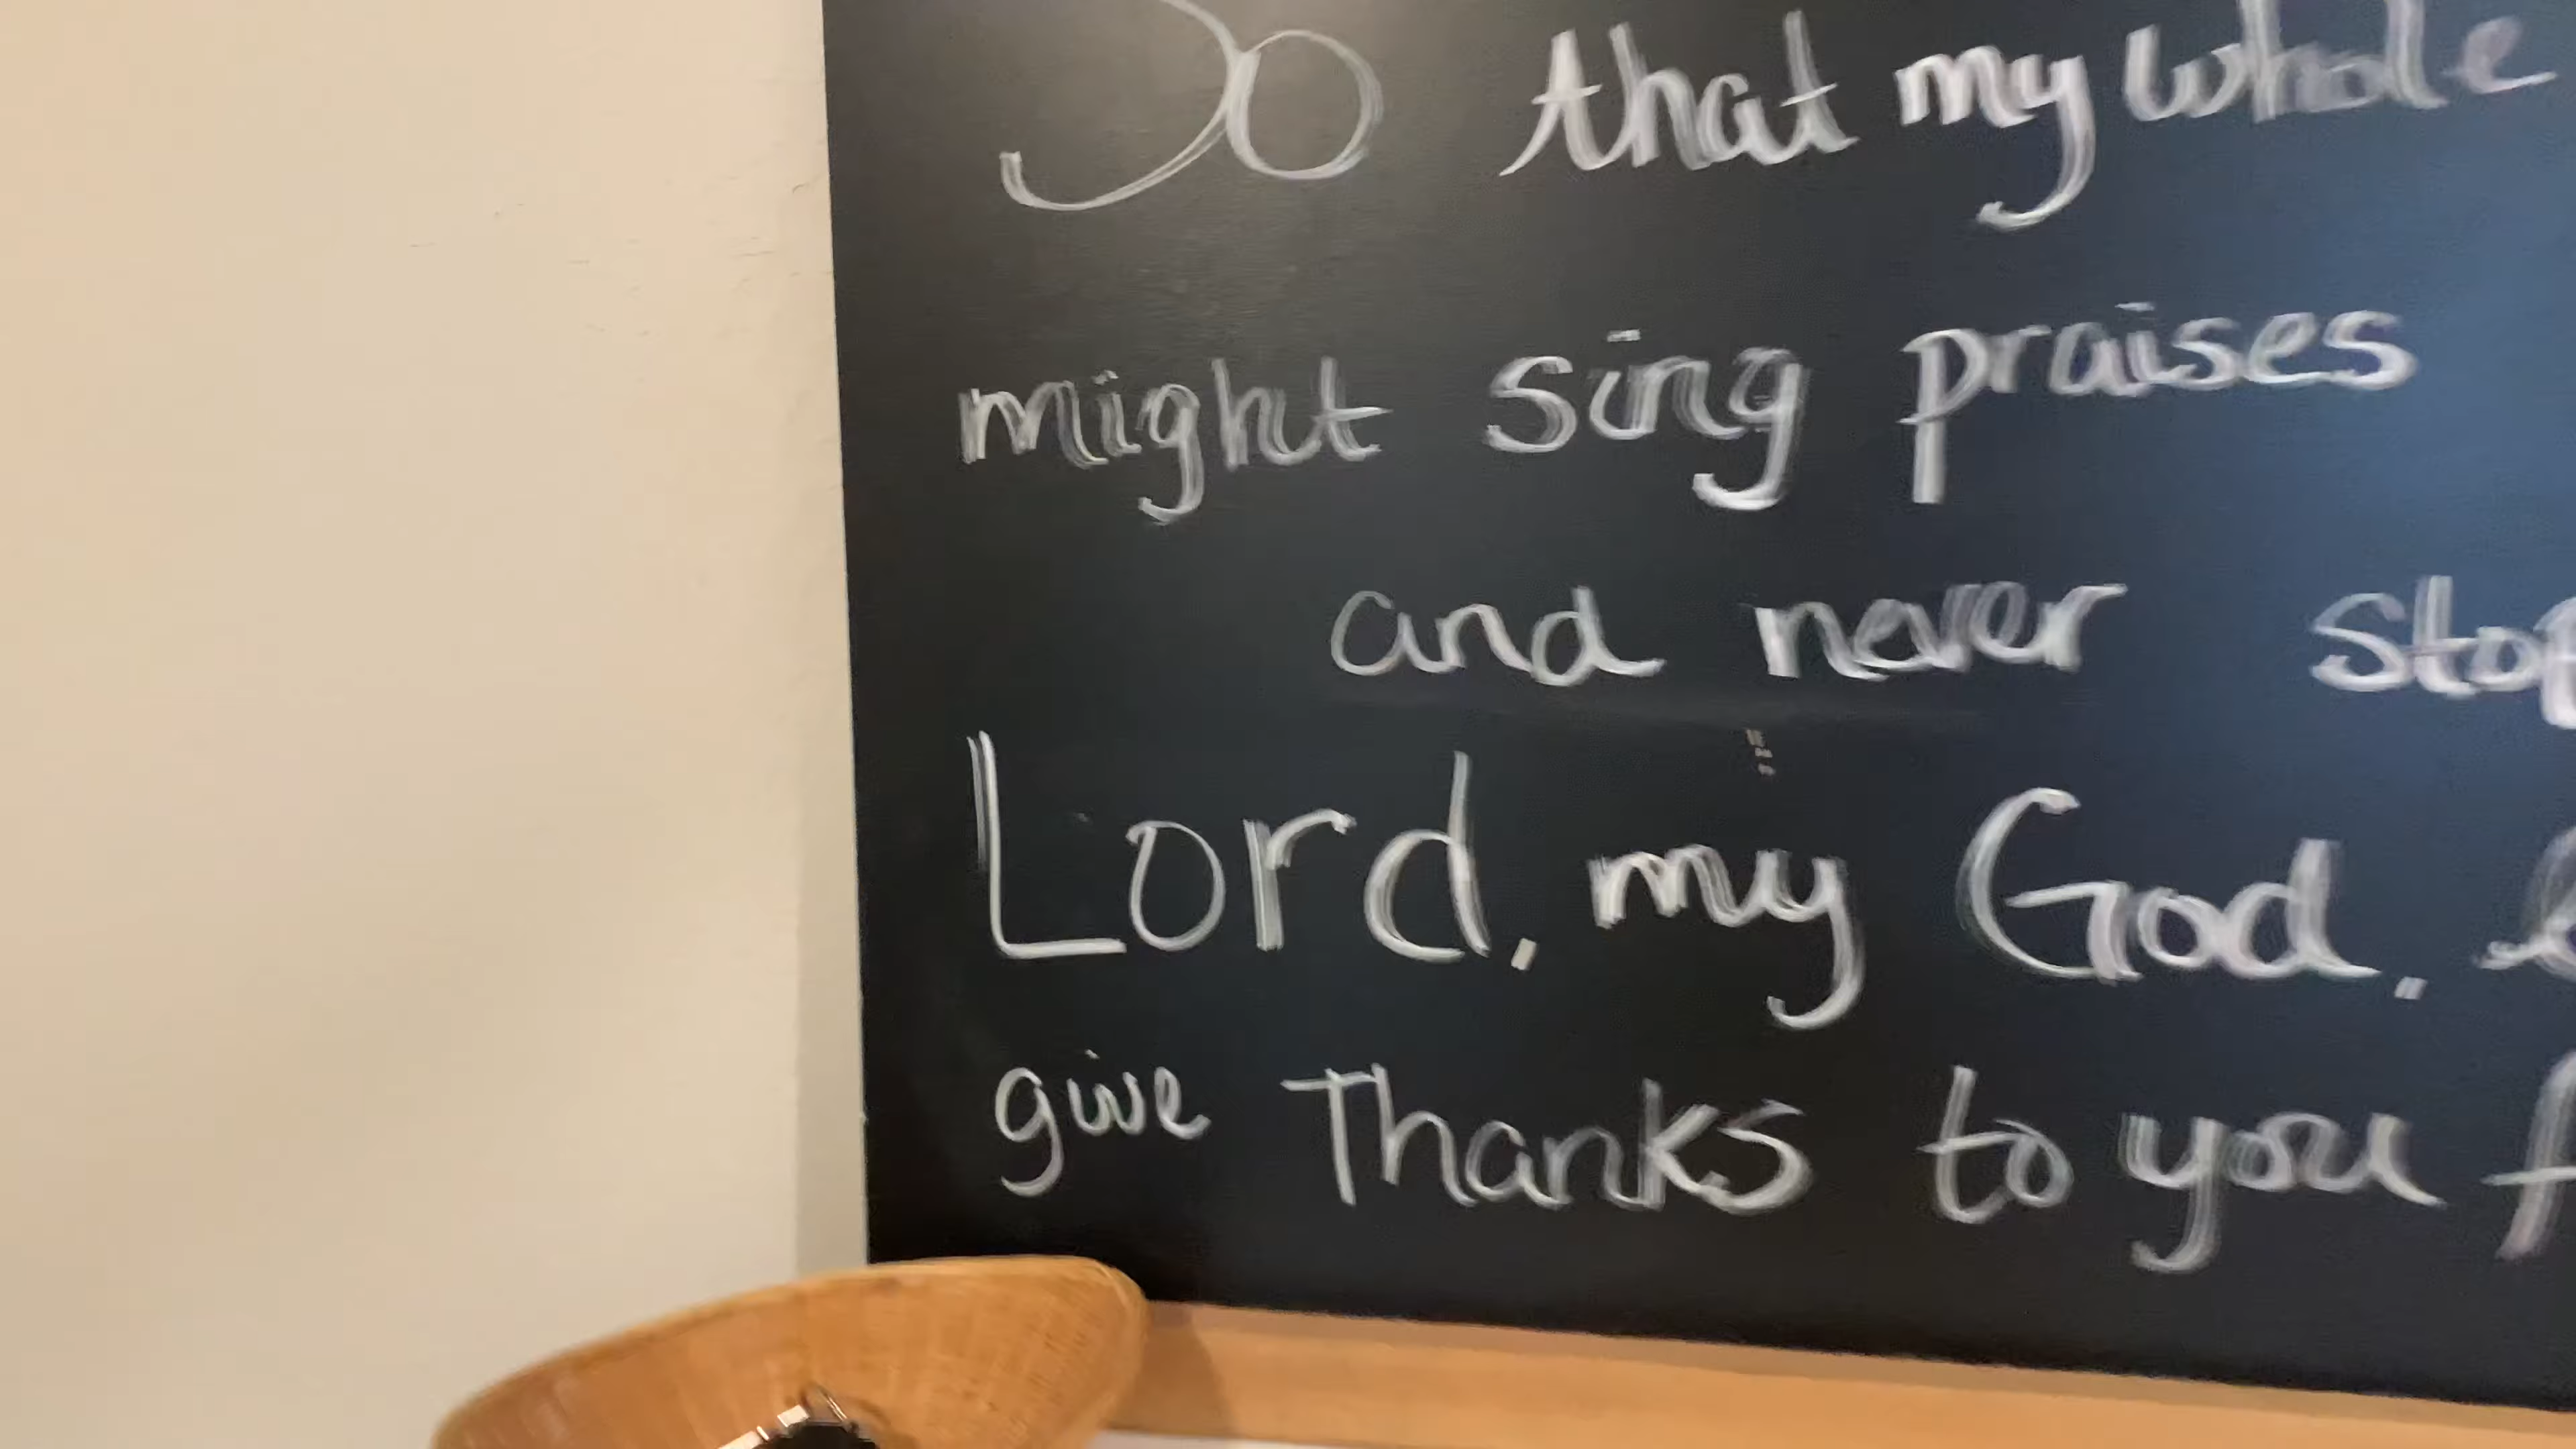 So that my whole
might sing praises
and never
Lord, my God.
give Thanks to you